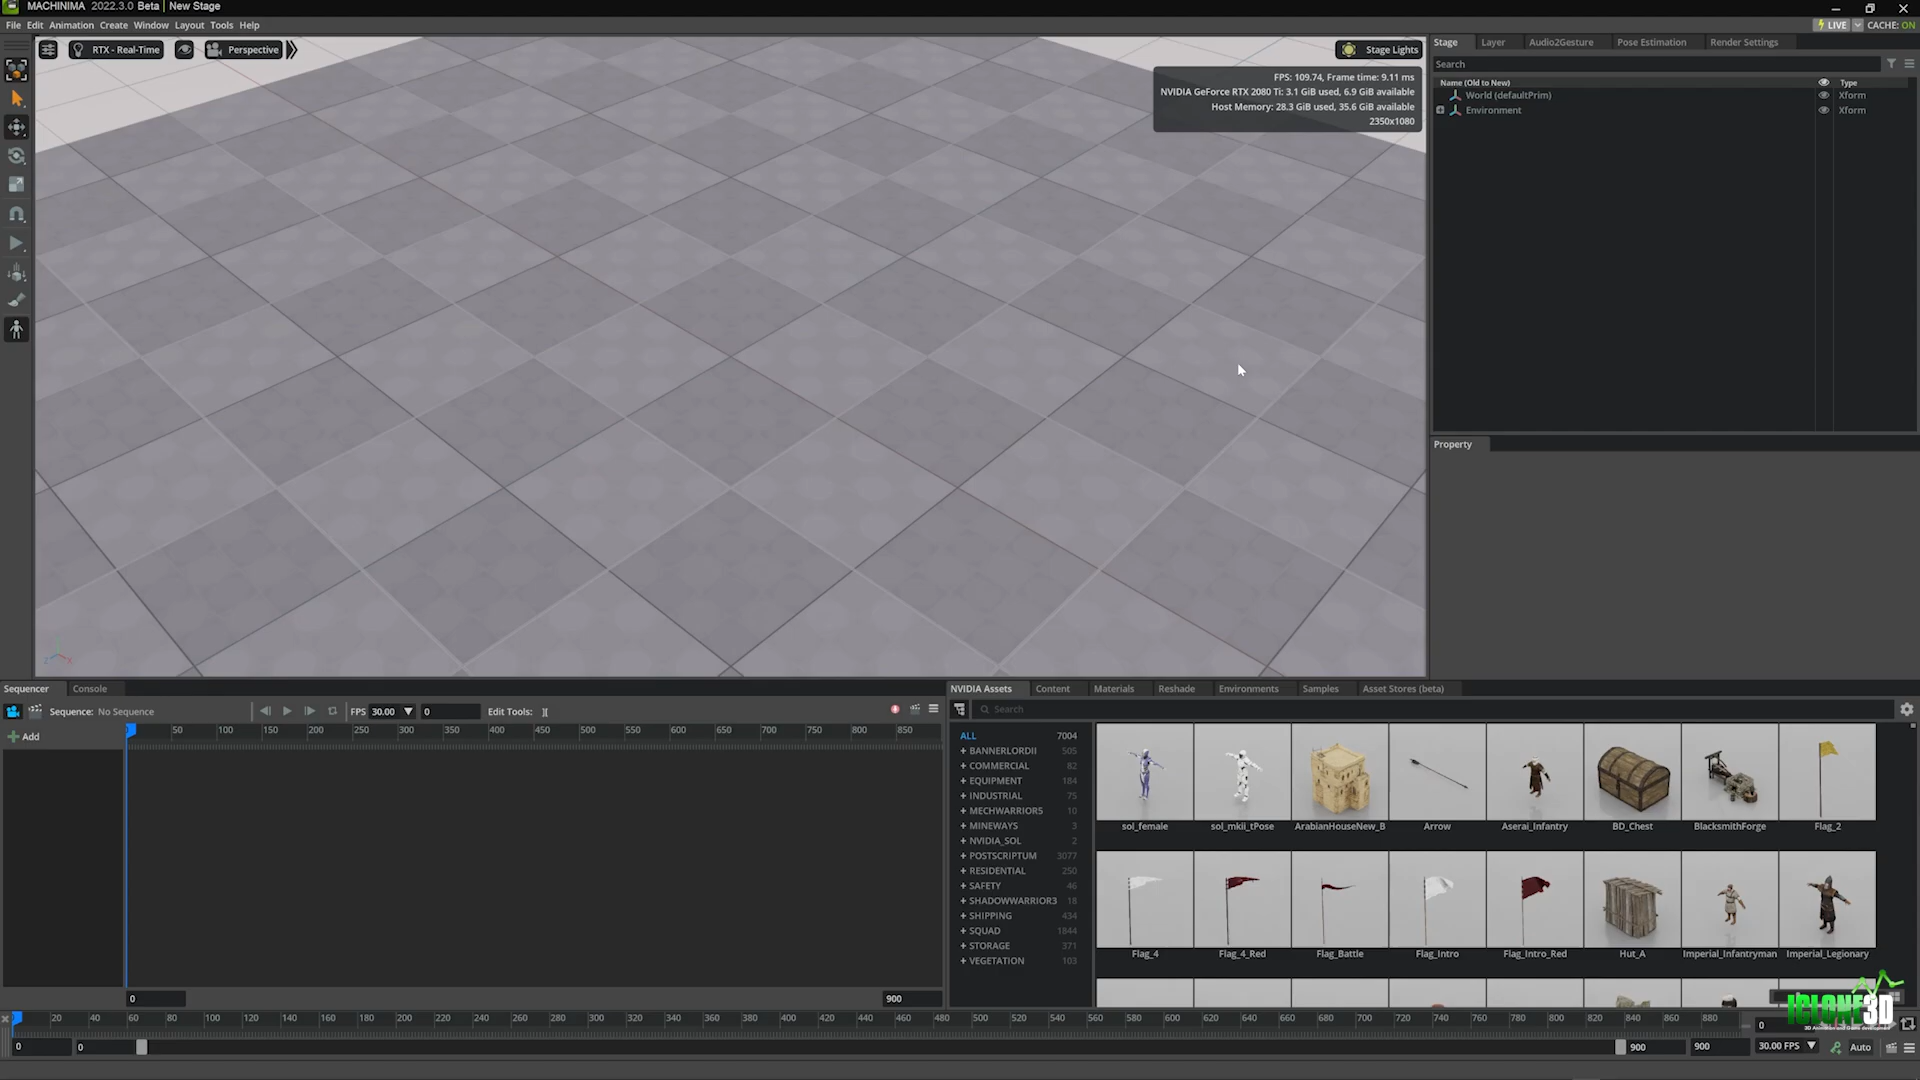 MACHINIMA 2022.3.0 Beta | New Stage
File Edit Animation Create Window Layout Tools Help
LIVE CACHE: ON
RTX - Real-Time Perspective Stage Lights
FPS: 109.74, Frame time: 9.11 ms
NVIDIA GeForce RTX 2080 Ti: 3.1 GiB used, 6.9 GiB available
Host Memory: 28.3 GiB used, 35.6 GiB available
2350x1080
Stage Layer Audio2Gesture Pose Estimation Render Settings
Search
Name (Old to New) Type
World (defaultPrim) Xform
Environment Xform
Property
Sequencer Console
Sequence: No Sequence FPS 30.00 0 Edit Tools: ][
Add
50 100 150 200 250 300 350 400 450 500 550 600 650 700 750 800 850
0 900
NVIDIA Assets Content Materials Reshade Environments Samples Asset Stores (beta)
Search
ALL 7004
+ BANNERLORDII 505
+ COMMERCIAL 82
+ EQUIPMENT 184
+ INDUSTRIAL 75
+ MECHWARRIOR5 10
+ MINEWAYS 3
+ NVIDIA_SOL 2
+ POSTSCRIPTUM 3077
+ RESIDENTIAL 250
+ SAFETY 46
+ SHADOWWARRIOR3 18
+ SHIPPING 434
+ SQUAD 1844
+ STORAGE 371
+ VEGETATION 103
sol_female sol_mkii_tPose ArabianHouseNew_B Arrow Aserai_Infantry BD_Chest BlacksmithForge Flag_2
Flag_4 Flag_4_Red Flag_Battle Flag_Intro Flag_Intro_Red Hut_A Imperial_Infantryman Imperial_Legionary
ICLONE3D
3D Animation and Game development
20 40 60 80 100 120 140 160 180 200 220 240 260 280 300 320 340 360 380 400 420 440 460 480 500 520 540 560 580 600 620 640 660 680 700 720 740 760 780 800 820 840 860 880
0
0 0 900 900 30.00 FPS Auto